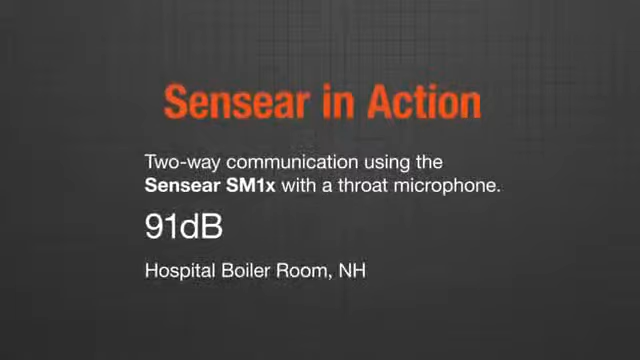 Sensear in Action
Two-way communication using the
Sensear SM1x with a throat microphone.
91dB
Hospital Boiler Room, NH